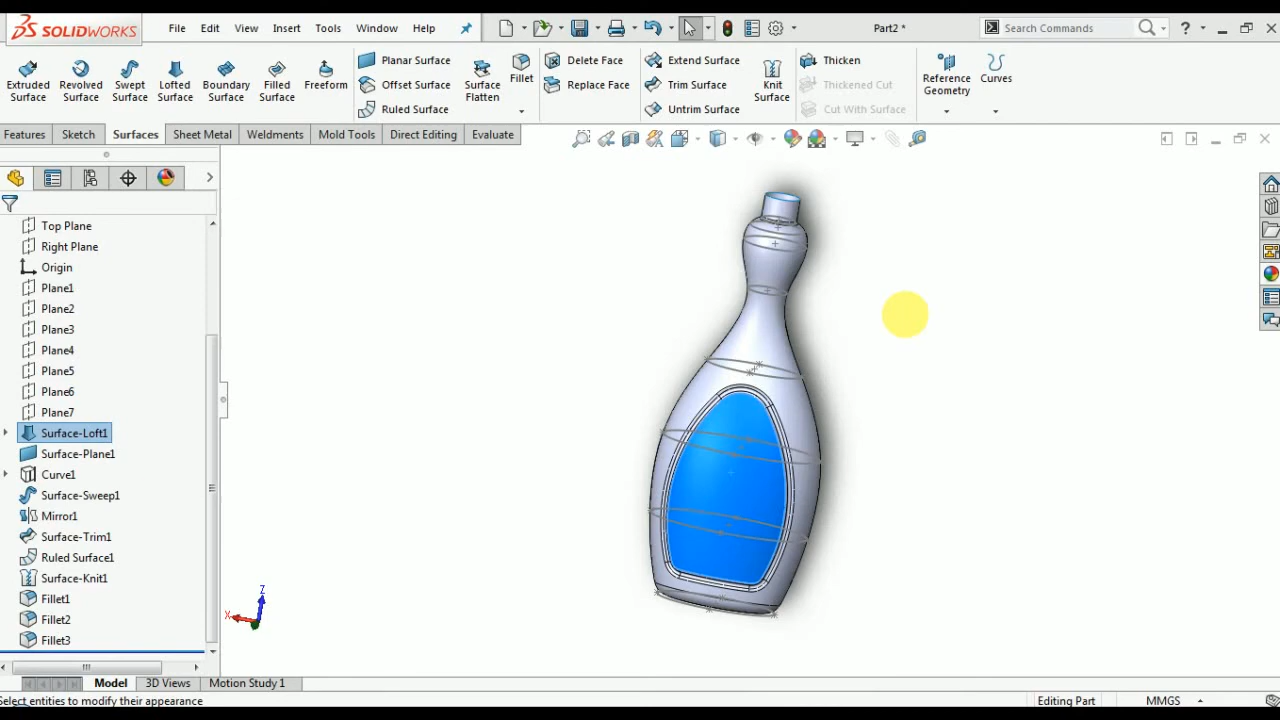 SOLIDWORKS File Edit View Insert Tools Window Help Part2 * Search Commands ?
Extruded Surface
Revolved Surface
Swept Surface
Lofted Surface
Boundary Surface
Filled Surface
Freeform
Planar Surface
Offset Surface
Ruled Surface
Surface Flatten
Fillet
Delete Face
Replace Face
Extend Surface
Trim Surface
Untrim Surface
Knit Surface
Thicken
Thickened Cut
Cut With Surface
Reference Geometry
Curves
Features Sketch Surfaces Sheet Metal Weldments Mold Tools Direct Editing Evaluate
Top Plane
Right Plane
Origin
Plane1
Plane2
Plane3
Plane4
Plane5
Plane6
Plane7
Surface-Loft1
Surface-Plane1
Curve1
Surface-Sweep1
Mirror1
Surface-Trim1
Ruled Surface1
Surface-Knit1
Fillet1
Fillet2
Fillet3
Z
X
Model 3D Views Motion Study 1
Select entities to modify their appearance Editing Part MMGS